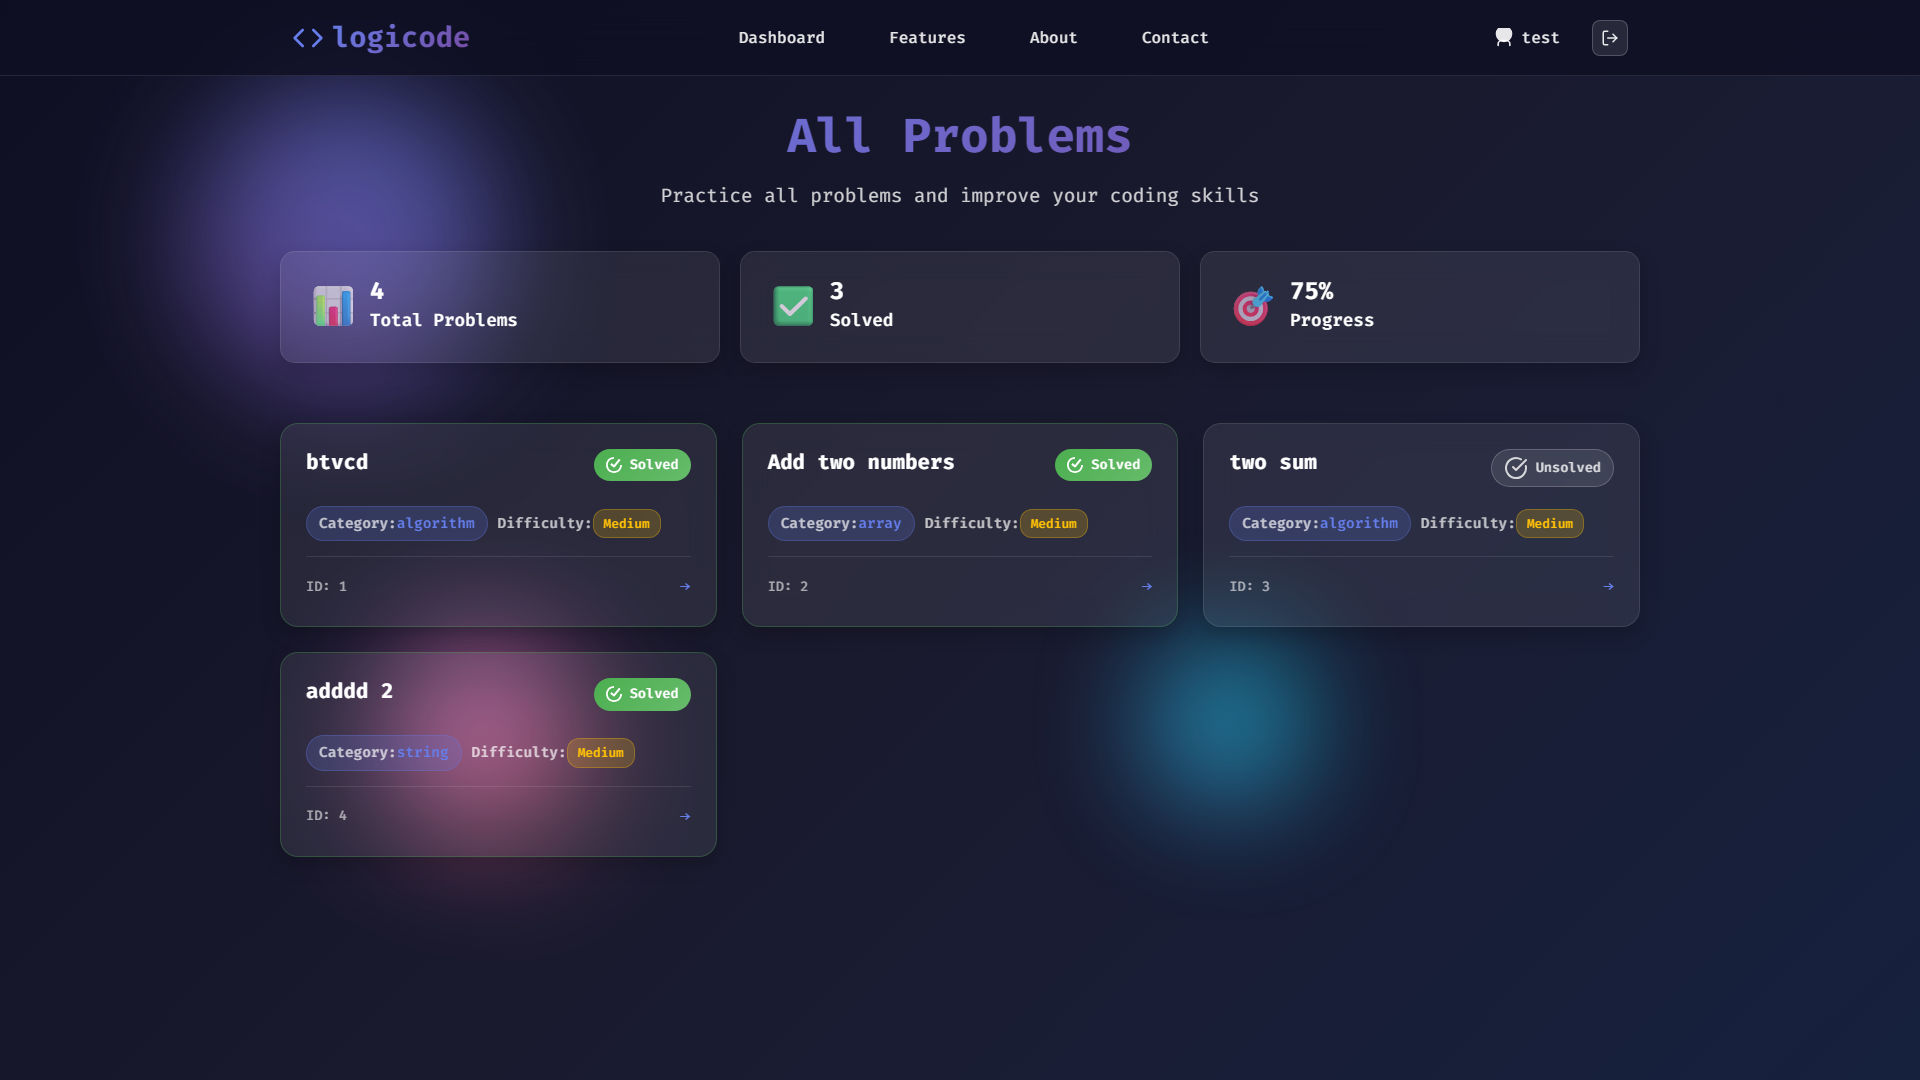 logicode
Dashboard
Features
About
Contact
test
All Problems
Practice all problems and improve your coding skills
4
Total Problems
3
Solved
75%
Progress
btvcd
Solved
Category:algorithm Difficulty:Medium
ID: 1 →
Add two numbers
Solved
Category:array Difficulty:Medium
ID: 2 →
two sum
Unsolved
Category:algorithm Difficulty:Medium
ID: 3 →
adddd 2
Solved
Category:string Difficulty:Medium
ID: 4 →